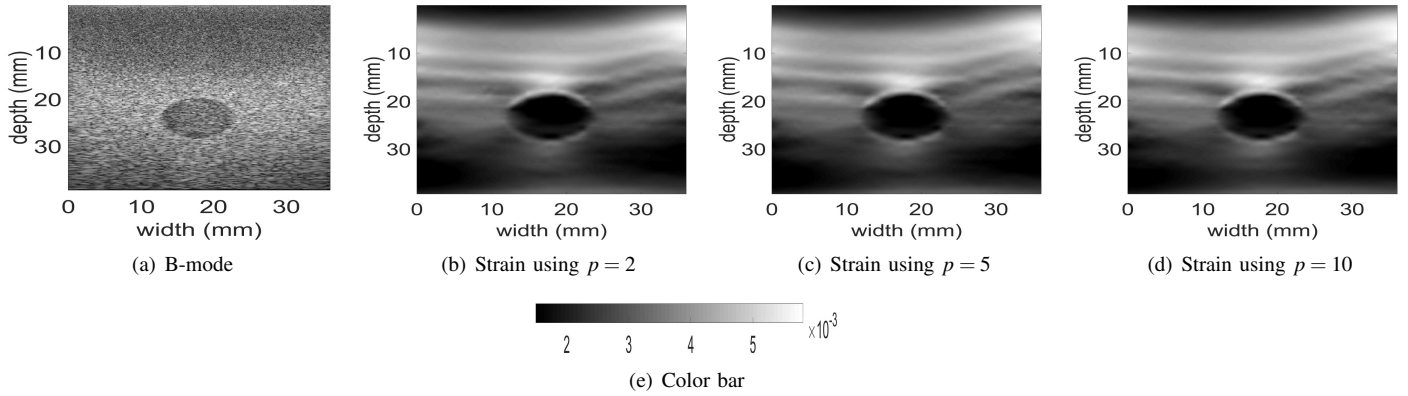 depth (mm)
10
20
30
0 10 20 30
width (mm)
(a) B-mode
depth (mm)
10
20
30
0 10 20 30
width (mm)
(b) Strain using p = 2
depth (mm)
10
20
30
0 10 20 30
width (mm)
(c) Strain using p = 5
depth (mm)
10
20
30
0 10 20 30
width (mm)
(d) Strain using p = 10
2 3 4 5 ×10⁻³
(e) Color bar